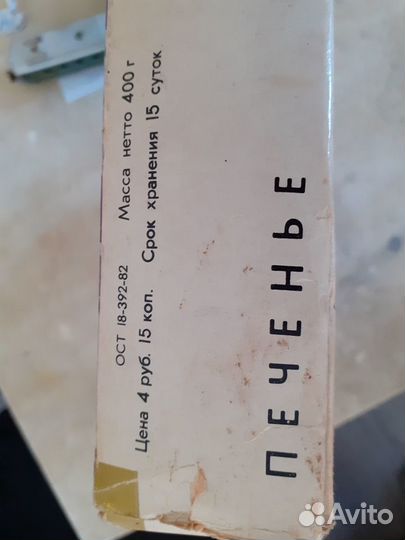 ОСТ 18-392-82 Масса нетто 400 г
Цена 4 руб. 15 коп. Срок хранения 15 суток
ПЕЧЕНЬЕ
Avito